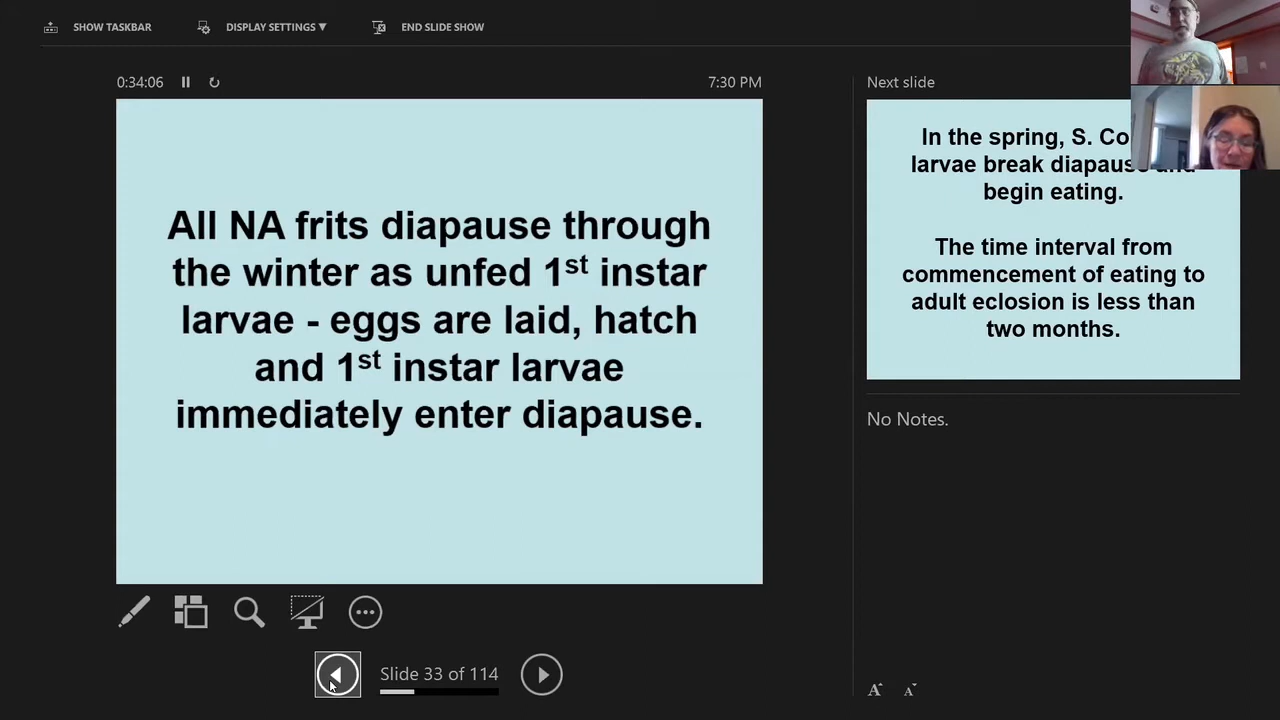 SHOW TASKBAR
DISPLAY SETTINGS ▼
END SLIDE SHOW
0:34:06
7:30 PM
All NA frits diapause through
the winter as unfed 1st instar
larvae - eggs are laid, hatch
and 1st instar larvae
immediately enter diapause.
Slide 33 of 114
Next slide
In the spring, S. Co
larvae break diapause and
begin eating.
The time interval from
commencement of eating to
adult eclosion is less than
two months.
No Notes.
A A